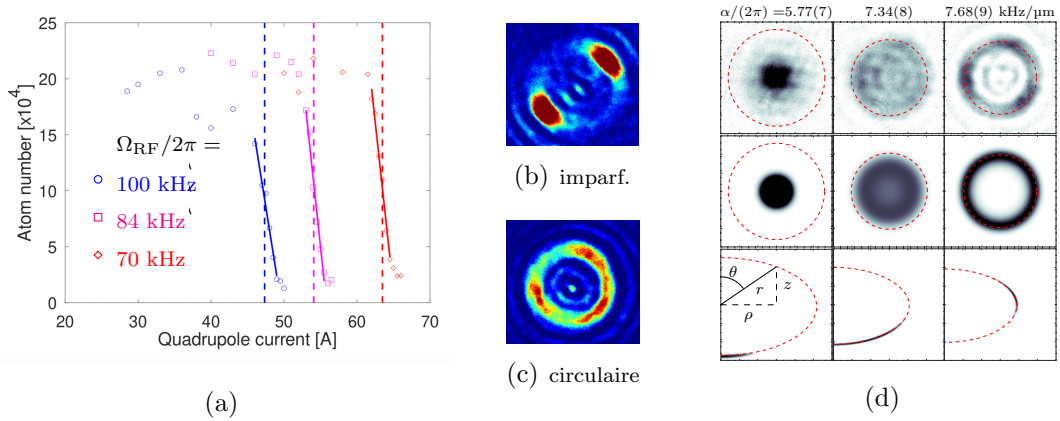 25
20
15
10
5
0
Atom number [x10⁴]
Ω_RF/2π =
100 kHz
84 kHz
70 kHz
20 30 40 50 60 70
Quadrupole current [A]
(a)
(b) imparf.
(c) circulaire
α/(2π) =5.77(7) 7.34(8) 7.68(9) kHz/µm
θ
r
z
ρ
(d)